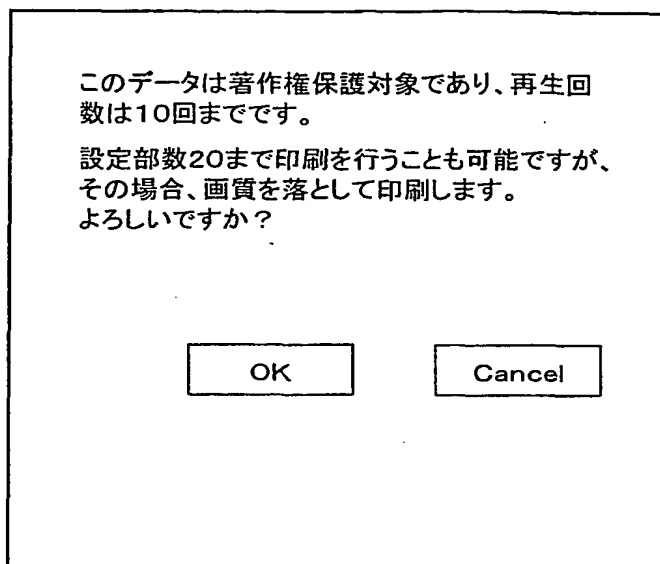 このデータは著作権保護対象であり、再生回
数は10回までです。
設定部数20まで印刷を行うことも可能ですが、
その場合、画質を落として印刷します。
よろしいですか？
OK
Cancel